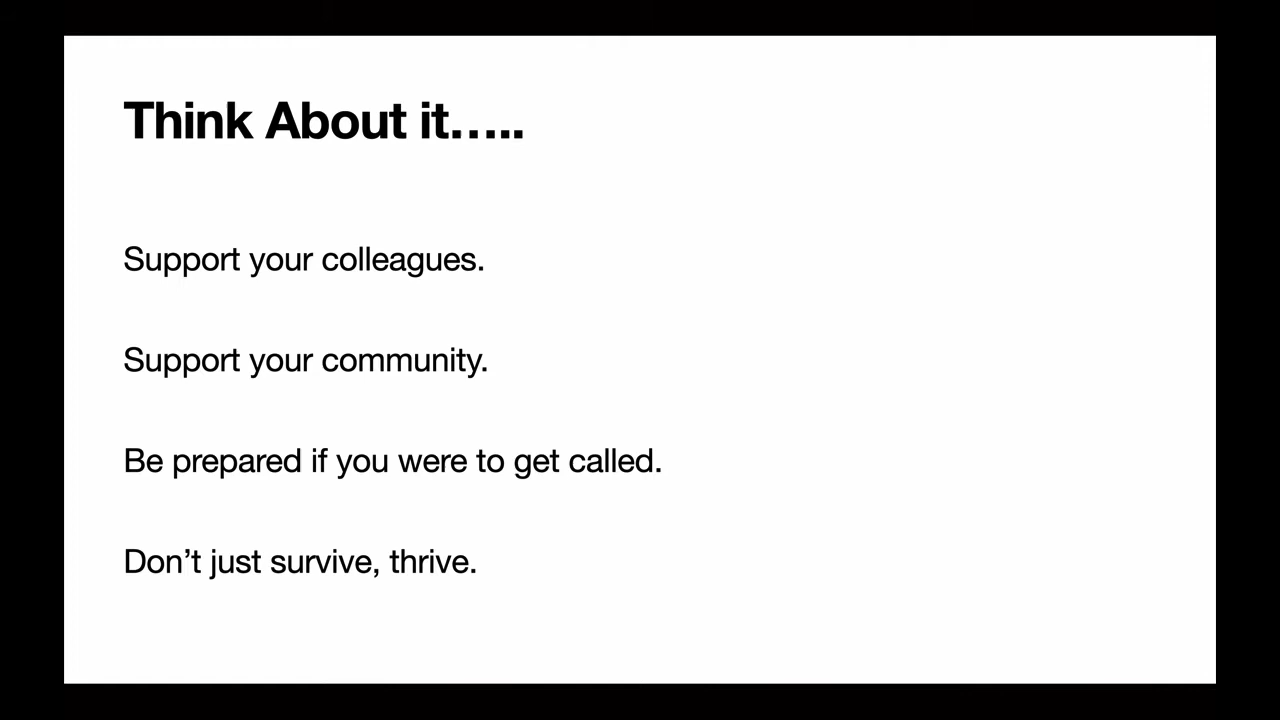 Think About it…..
Support your colleagues.
Support your community.
Be prepared if you were to get called.
Don’t just survive, thrive.